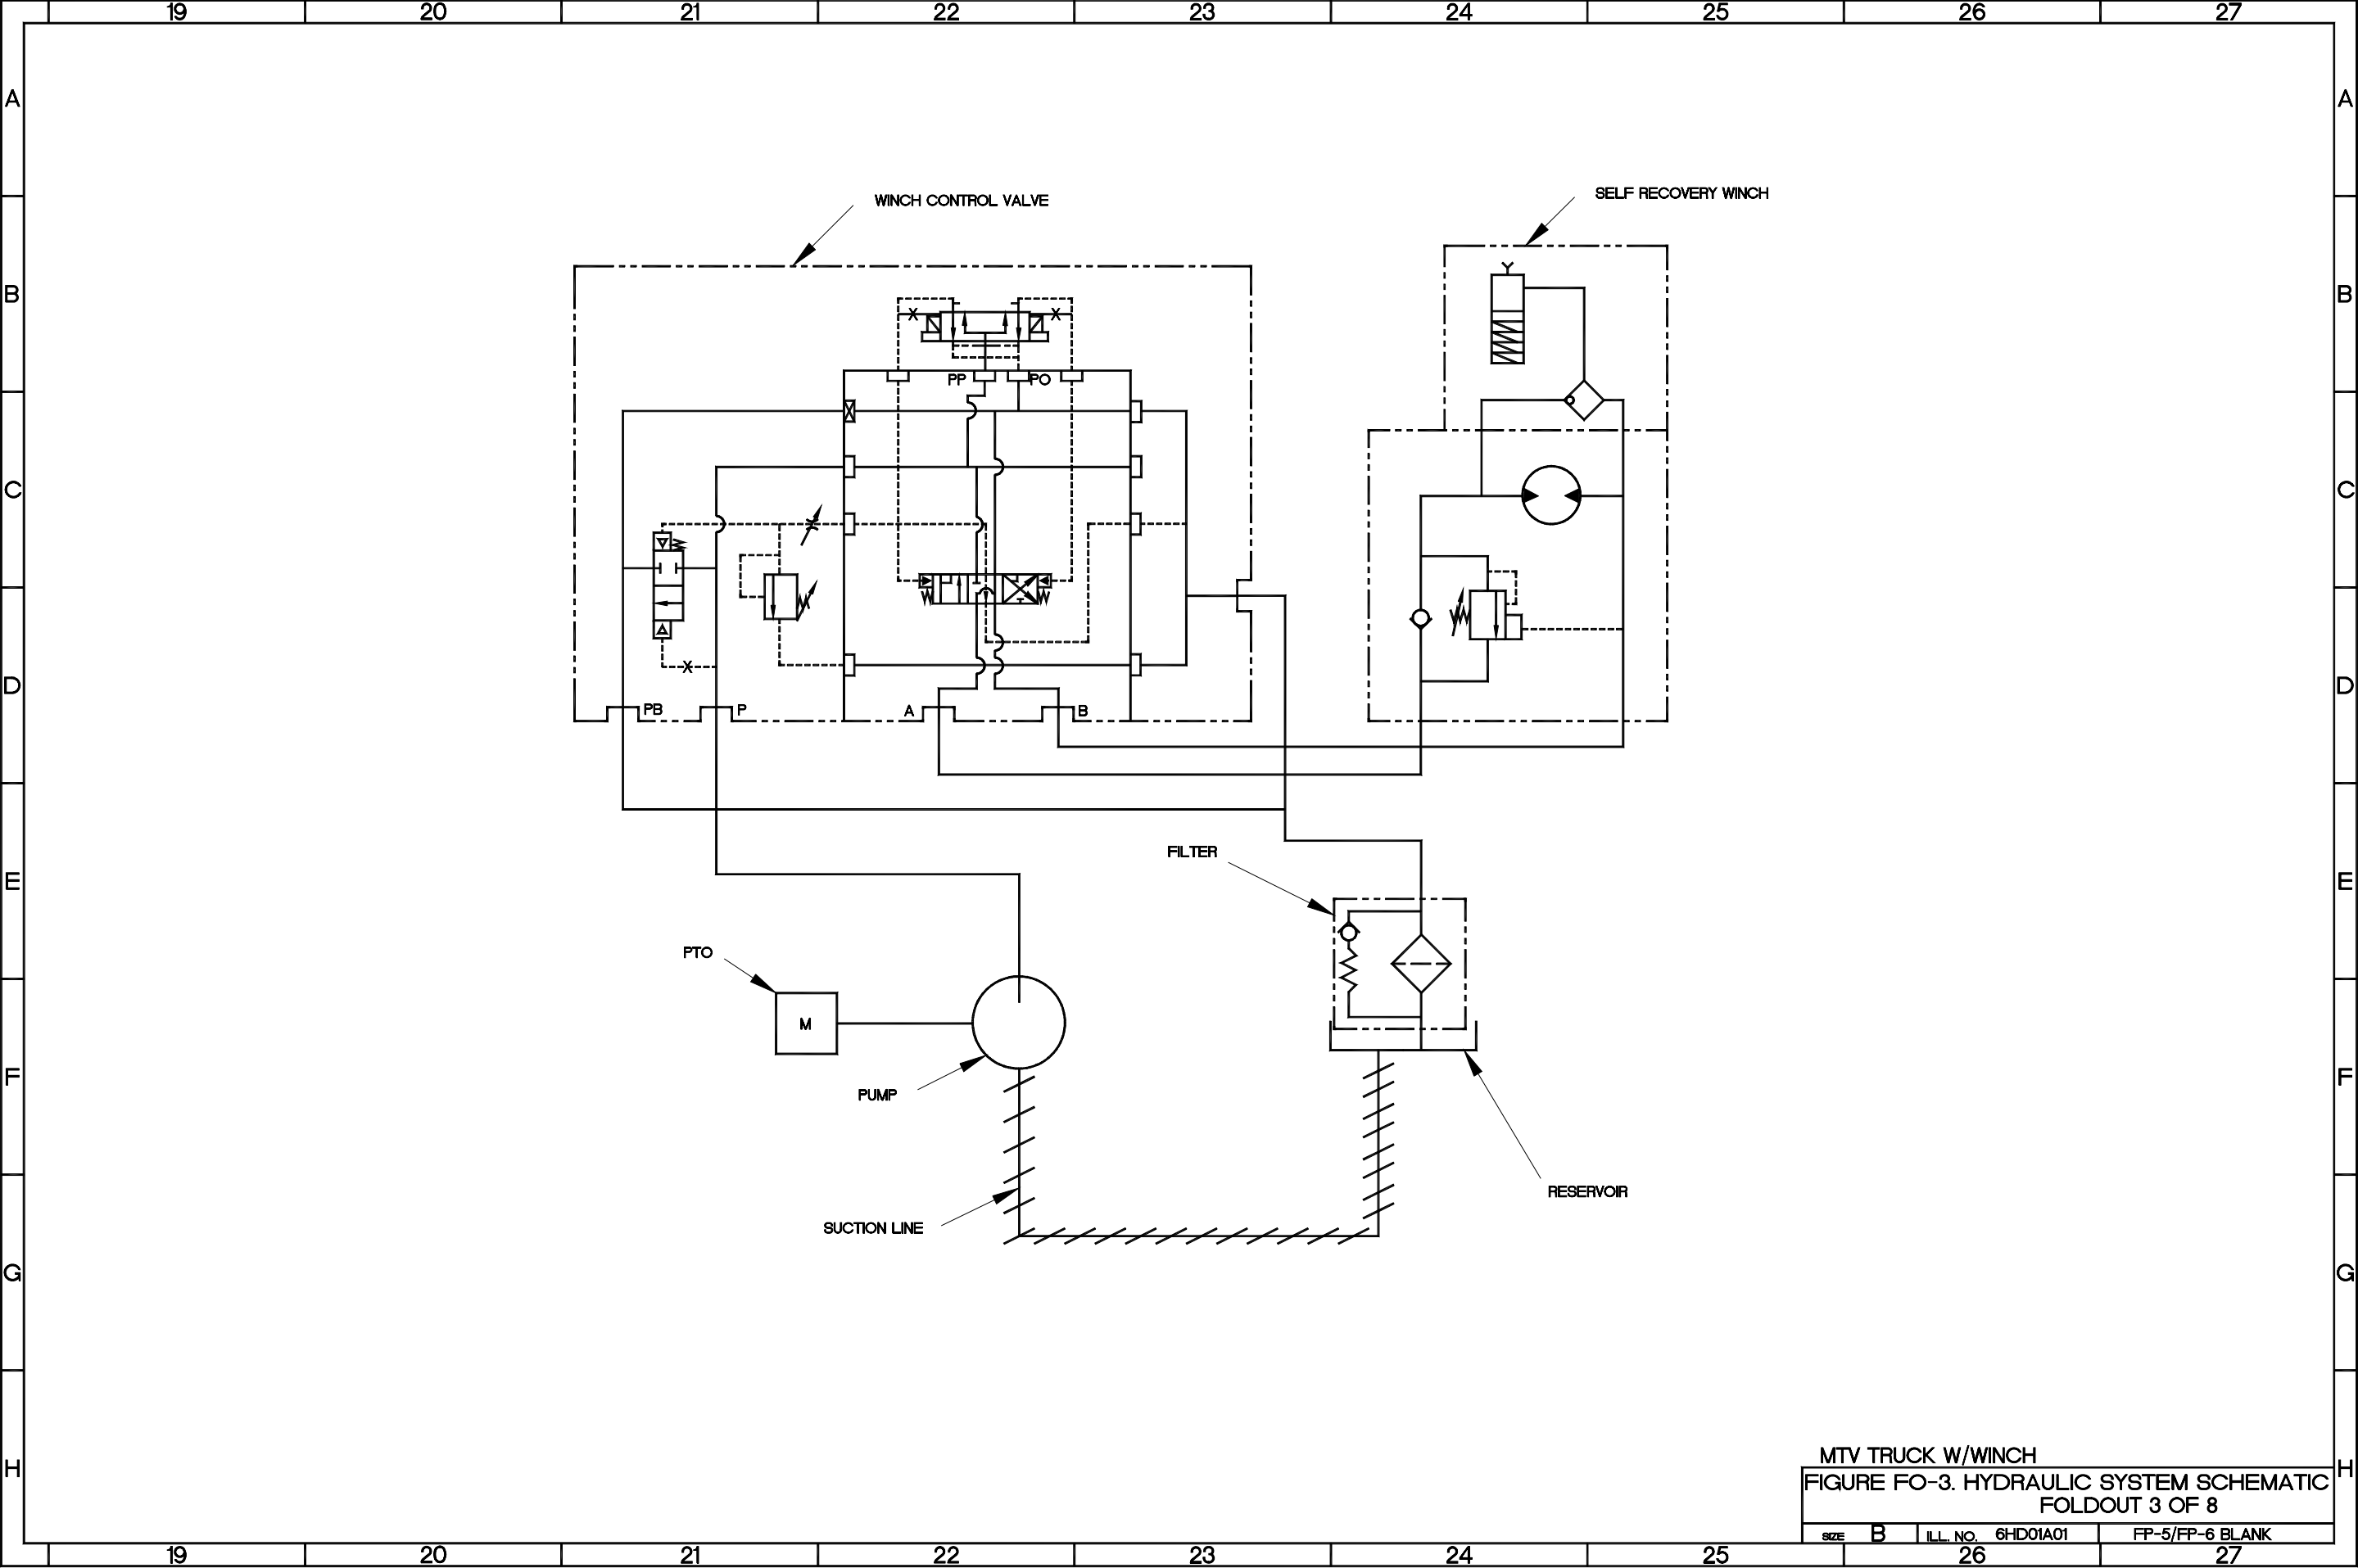 19 20 21 22 23 24 25 26 27
A A
B B
C C
D D
E E
F F
G G
H H
WINCH CONTROL VALVE
SELF RECOVERY WINCH
PP
PO
PB
P
A
B
FILTER
PTO
M
PUMP
RESERVOIR
SUCTION LINE
MTV TRUCK W/WINCH
FIGURE FO-3. HYDRAULIC SYSTEM SCHEMATIC
FOLDOUT 3 OF 8
SIZE B ILL. NO. 6HD01A01 FP-5/FP-6 BLANK
19 20 21 22 23 24 25 26 27